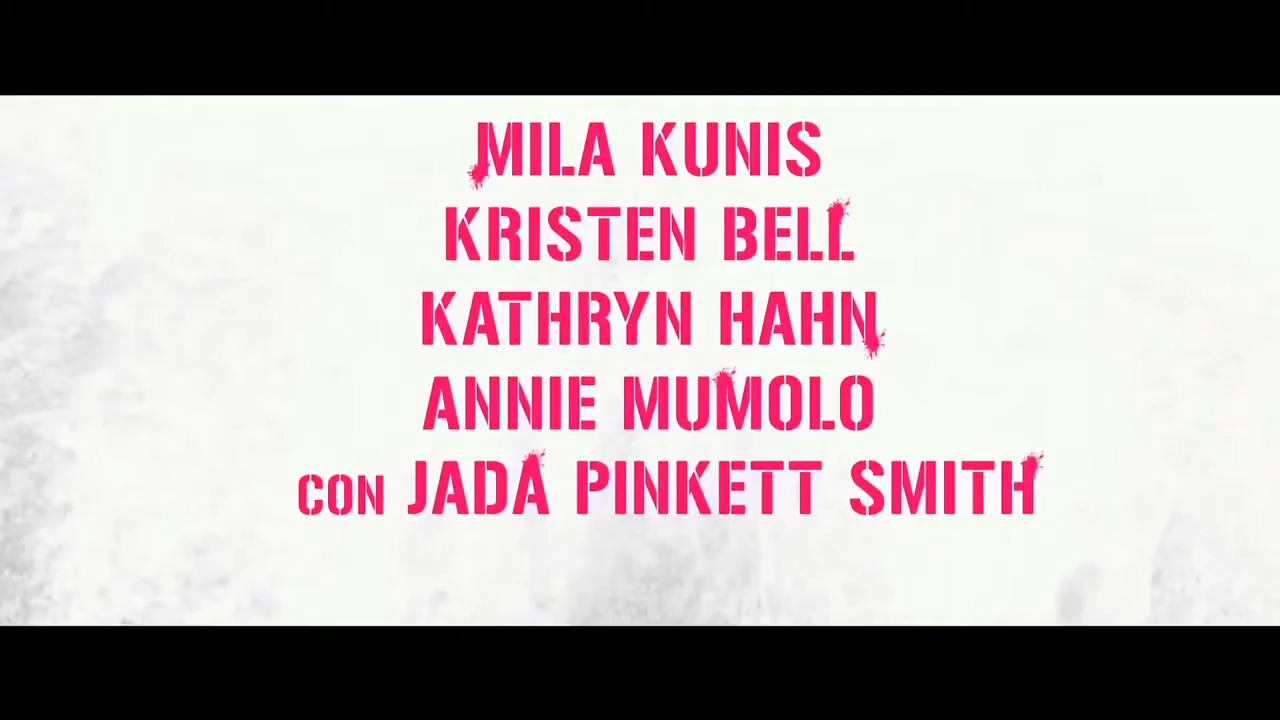 MILA KUNIS
KRISTEN BELL
KATHRYN HAHN
ANNIE MUMOLO
CON JADA PINKETT SMITH